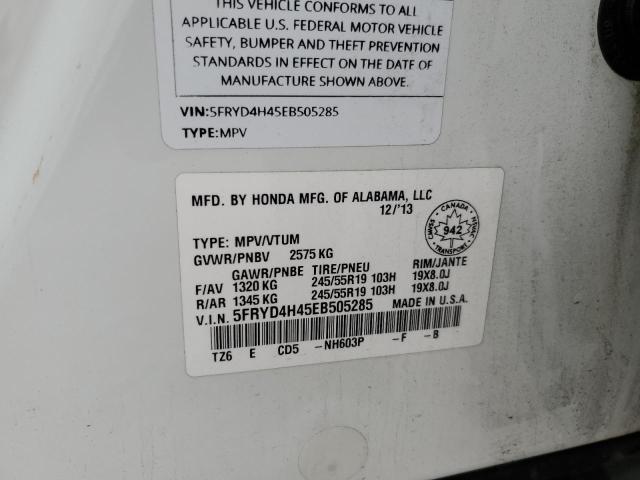 THIS VEHICLE CONFORMS TO ALL
APPLICABLE U.S. FEDERAL MOTOR VEHICLE
SAFETY, BUMPER AND THEFT PREVENTION
STANDARDS IN EFFECT ON THE DATE OF
MANUFACTURE SHOWN ABOVE.
VIN:5FRYD4H45EB505285
TYPE:MPV
MFD. BY HONDA MFG. OF ALABAMA, LLC
12/'13
TYPE: MPV/VTUM
GVWR/PNBV 2575 KG
GAWR/PNBE TIRE/PNEU RIM/JANTE
F/AV 1320 KG 245/55R19 103H 19X8.0J
R/AR 1345 KG 245/55R19 103H 19X8.0J
V.I.N. 5FRYD4H45EB505285 MADE IN U.S.A.
TZ6 E CD5 -NH603P -F -B
CANADA
942
TRANSPORT